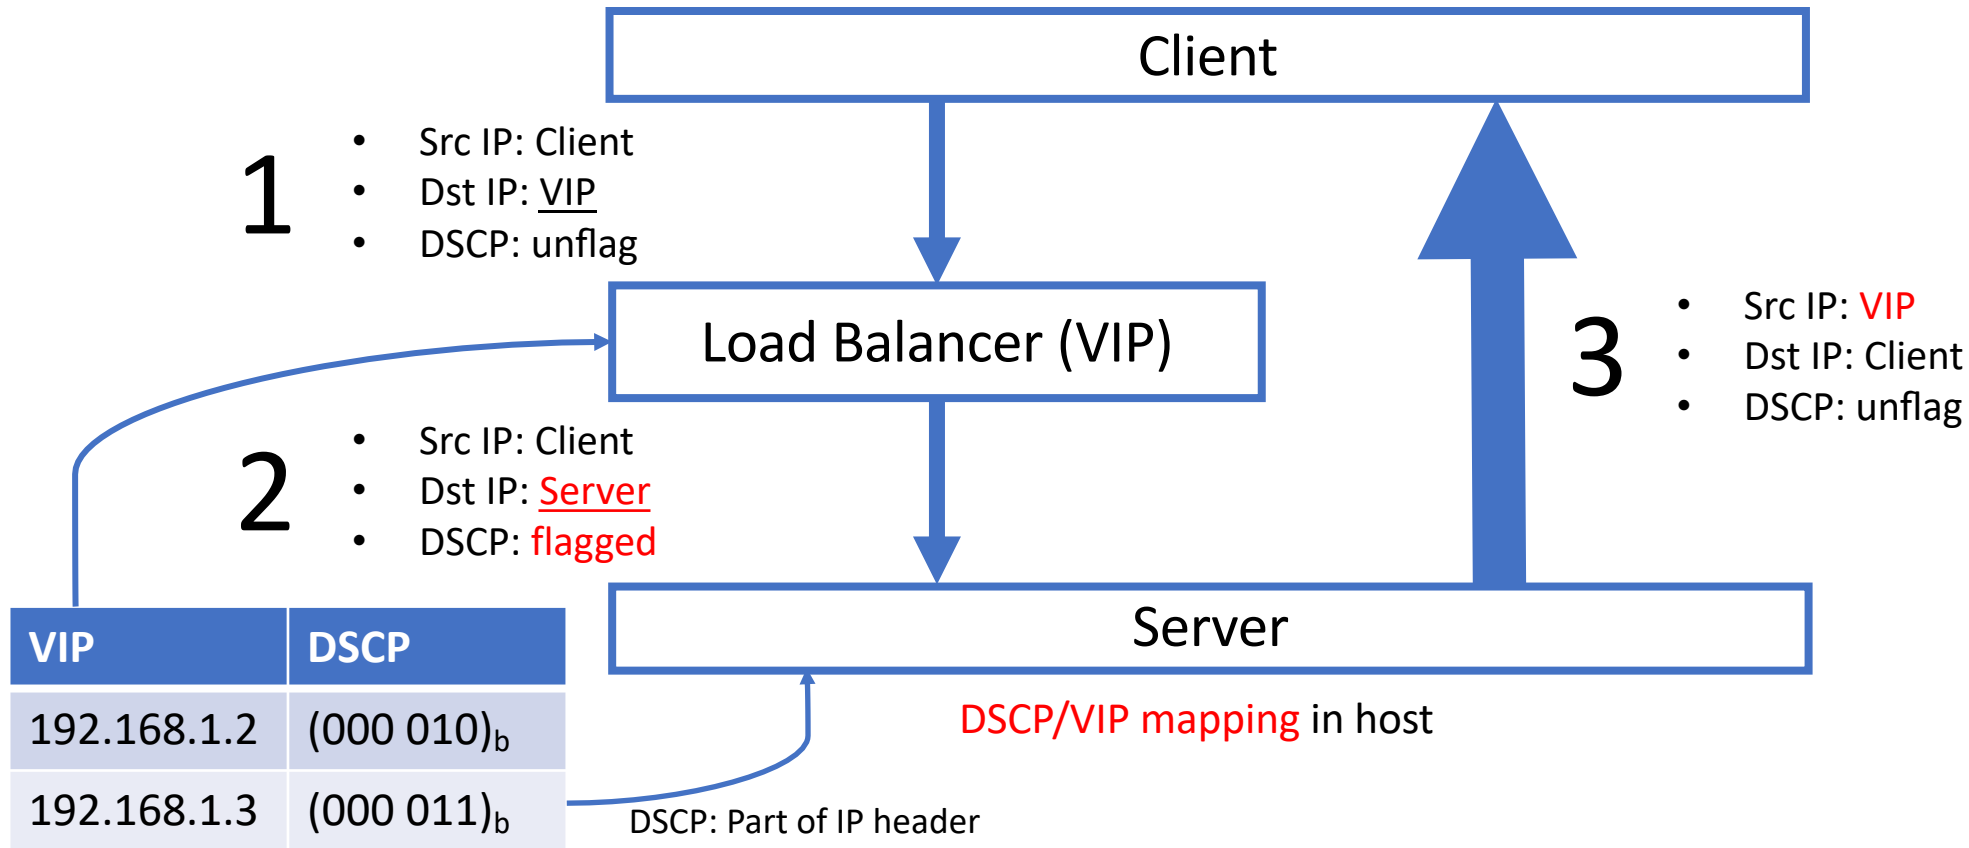 Client
1
• Src IP: Client
• Dst IP: VIP
• DSCP: unflag
Load Balancer (VIP)
2
• Src IP: Client
• Dst IP: Server
• DSCP: flagged
3
• Src IP: VIP
• Dst IP: Client
• DSCP: unflag
Server
DSCP/VIP mapping in host
VIP DSCP
192.168.1.2 (000 010)b
192.168.1.3 (000 011)b
DSCP: Part of IP header